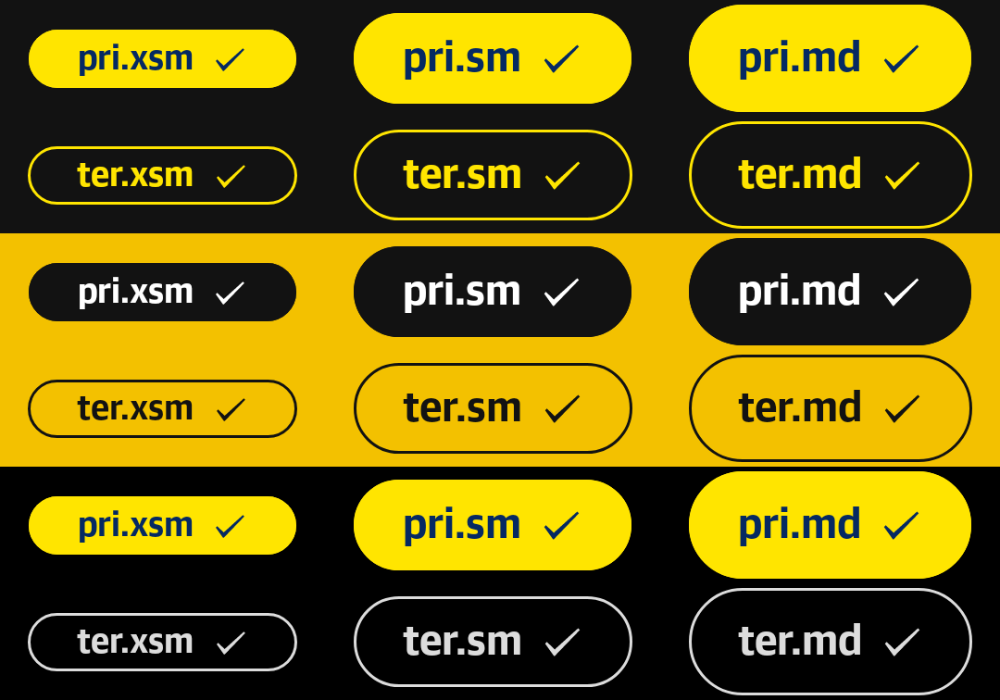 pri.xsm ✓ pri.sm ✓ pri.md ✓
ter.xsm ✓ ter.sm ✓ ter.md ✓
pri.xsm ✓ pri.sm ✓ pri.md ✓
ter.xsm ✓ ter.sm ✓ ter.md ✓
pri.xsm ✓ pri.sm ✓ pri.md ✓
ter.xsm ✓ ter.sm ✓ ter.md ✓